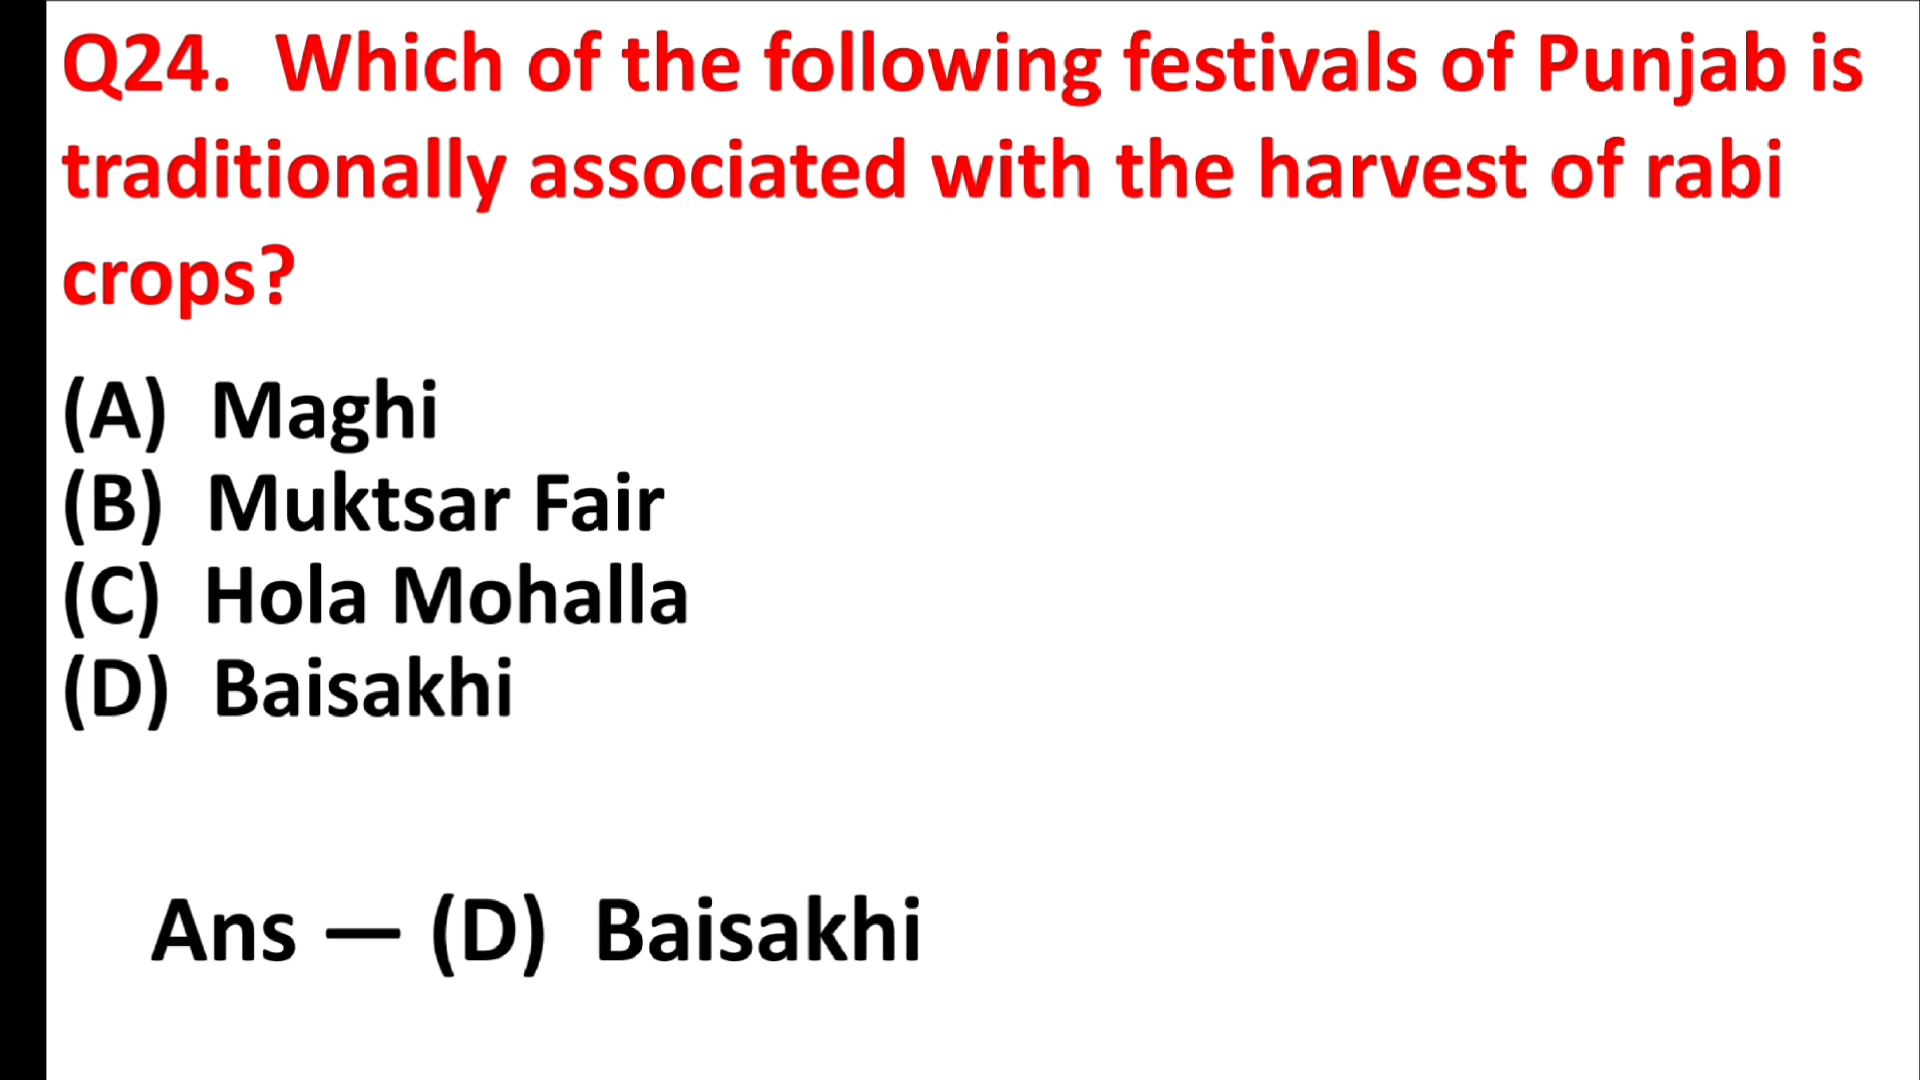 Q24. Which of the following festivals of Punjab is
traditionally associated with the harvest of rabi
crops?
(A) Maghi
(B) Muktsar Fair
(C) Hola Mohalla
(D) Baisakhi
Ans — (D) Baisakhi